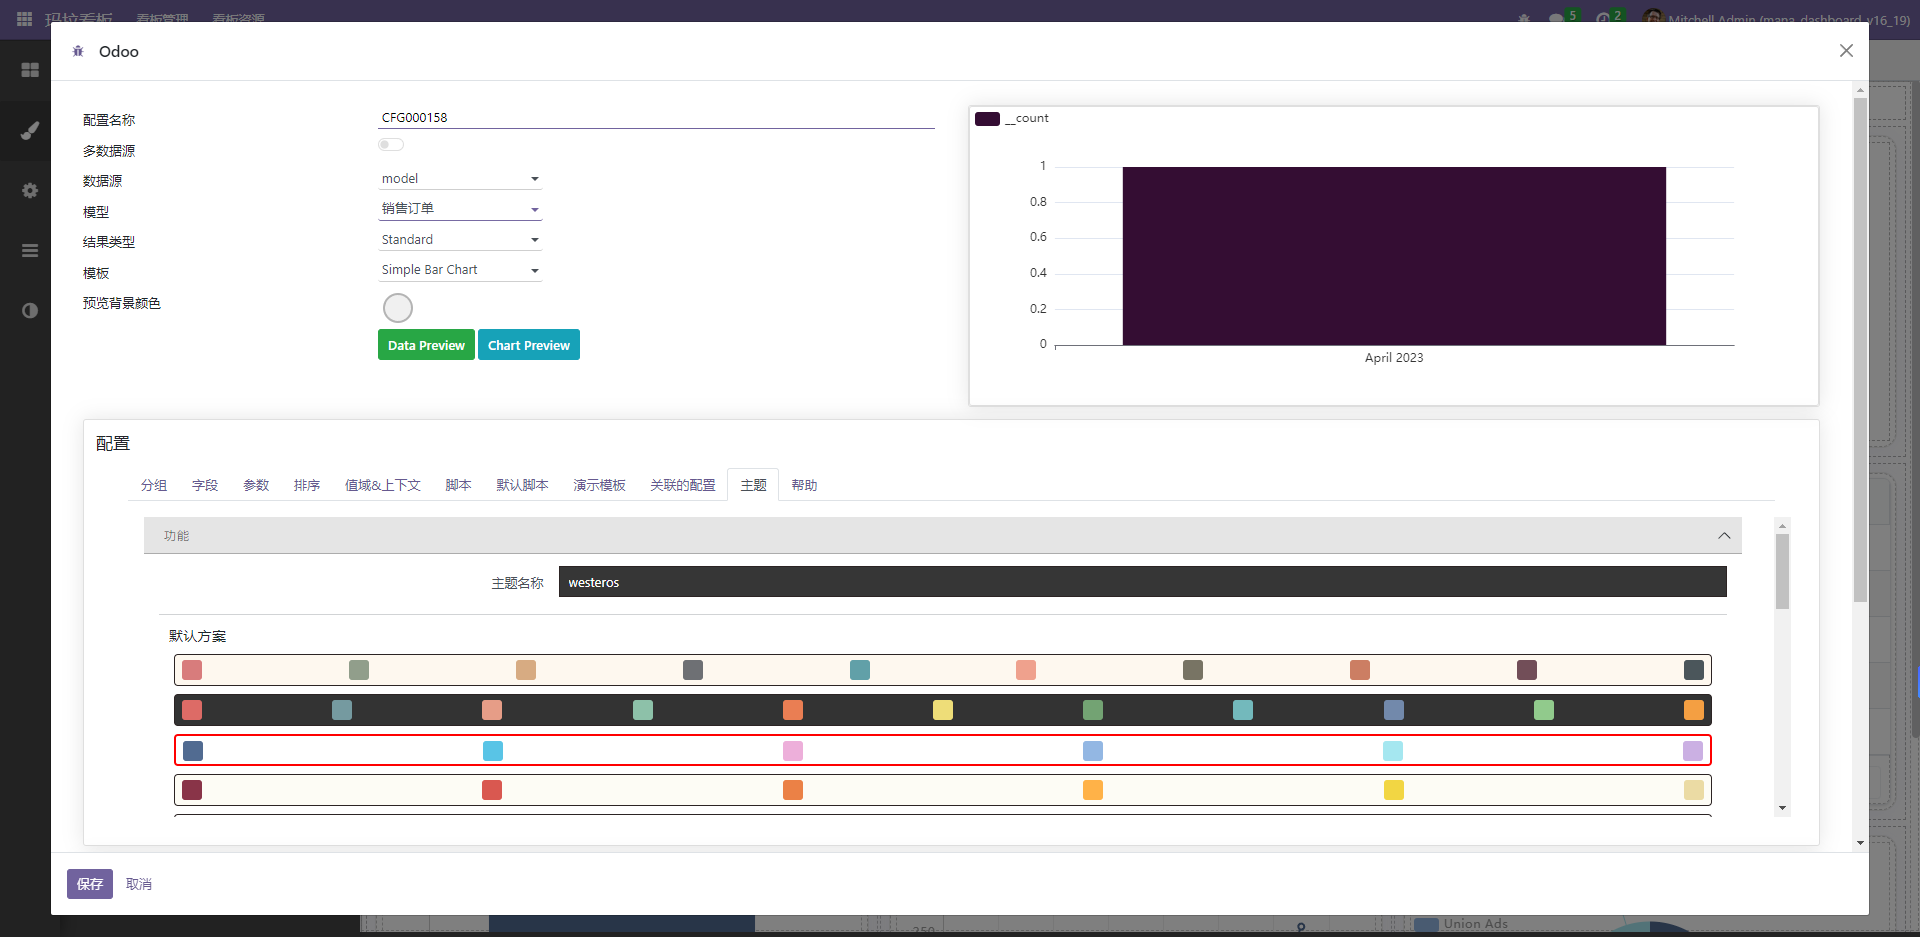 玛拉看板 看板管理 看板资源 5 2 Mitchell Admin (mana_dashboard_v16_19)
Odoo
配置名称 CFG000158
多数据源
数据源 model
模型 销售订单
结果类型 Standard
模板 Simple Bar Chart
预览背景颜色
Data Preview Chart Preview
__count
1
0.8
0.6
0.4
0.2
0
April 2023
配置
分组 字段 参数 排序 值域&上下文 脚本 默认脚本 演示模板 关联的配置 主题 帮助
功能
主题名称 westeros
默认方案
保存 取消
250
Union Ads